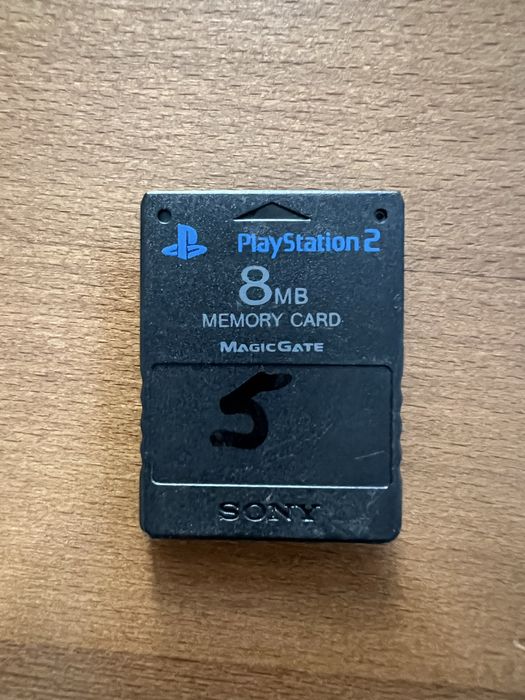 PlayStation 2
8MB
MEMORY CARD
MAGICGATE
5
SONY